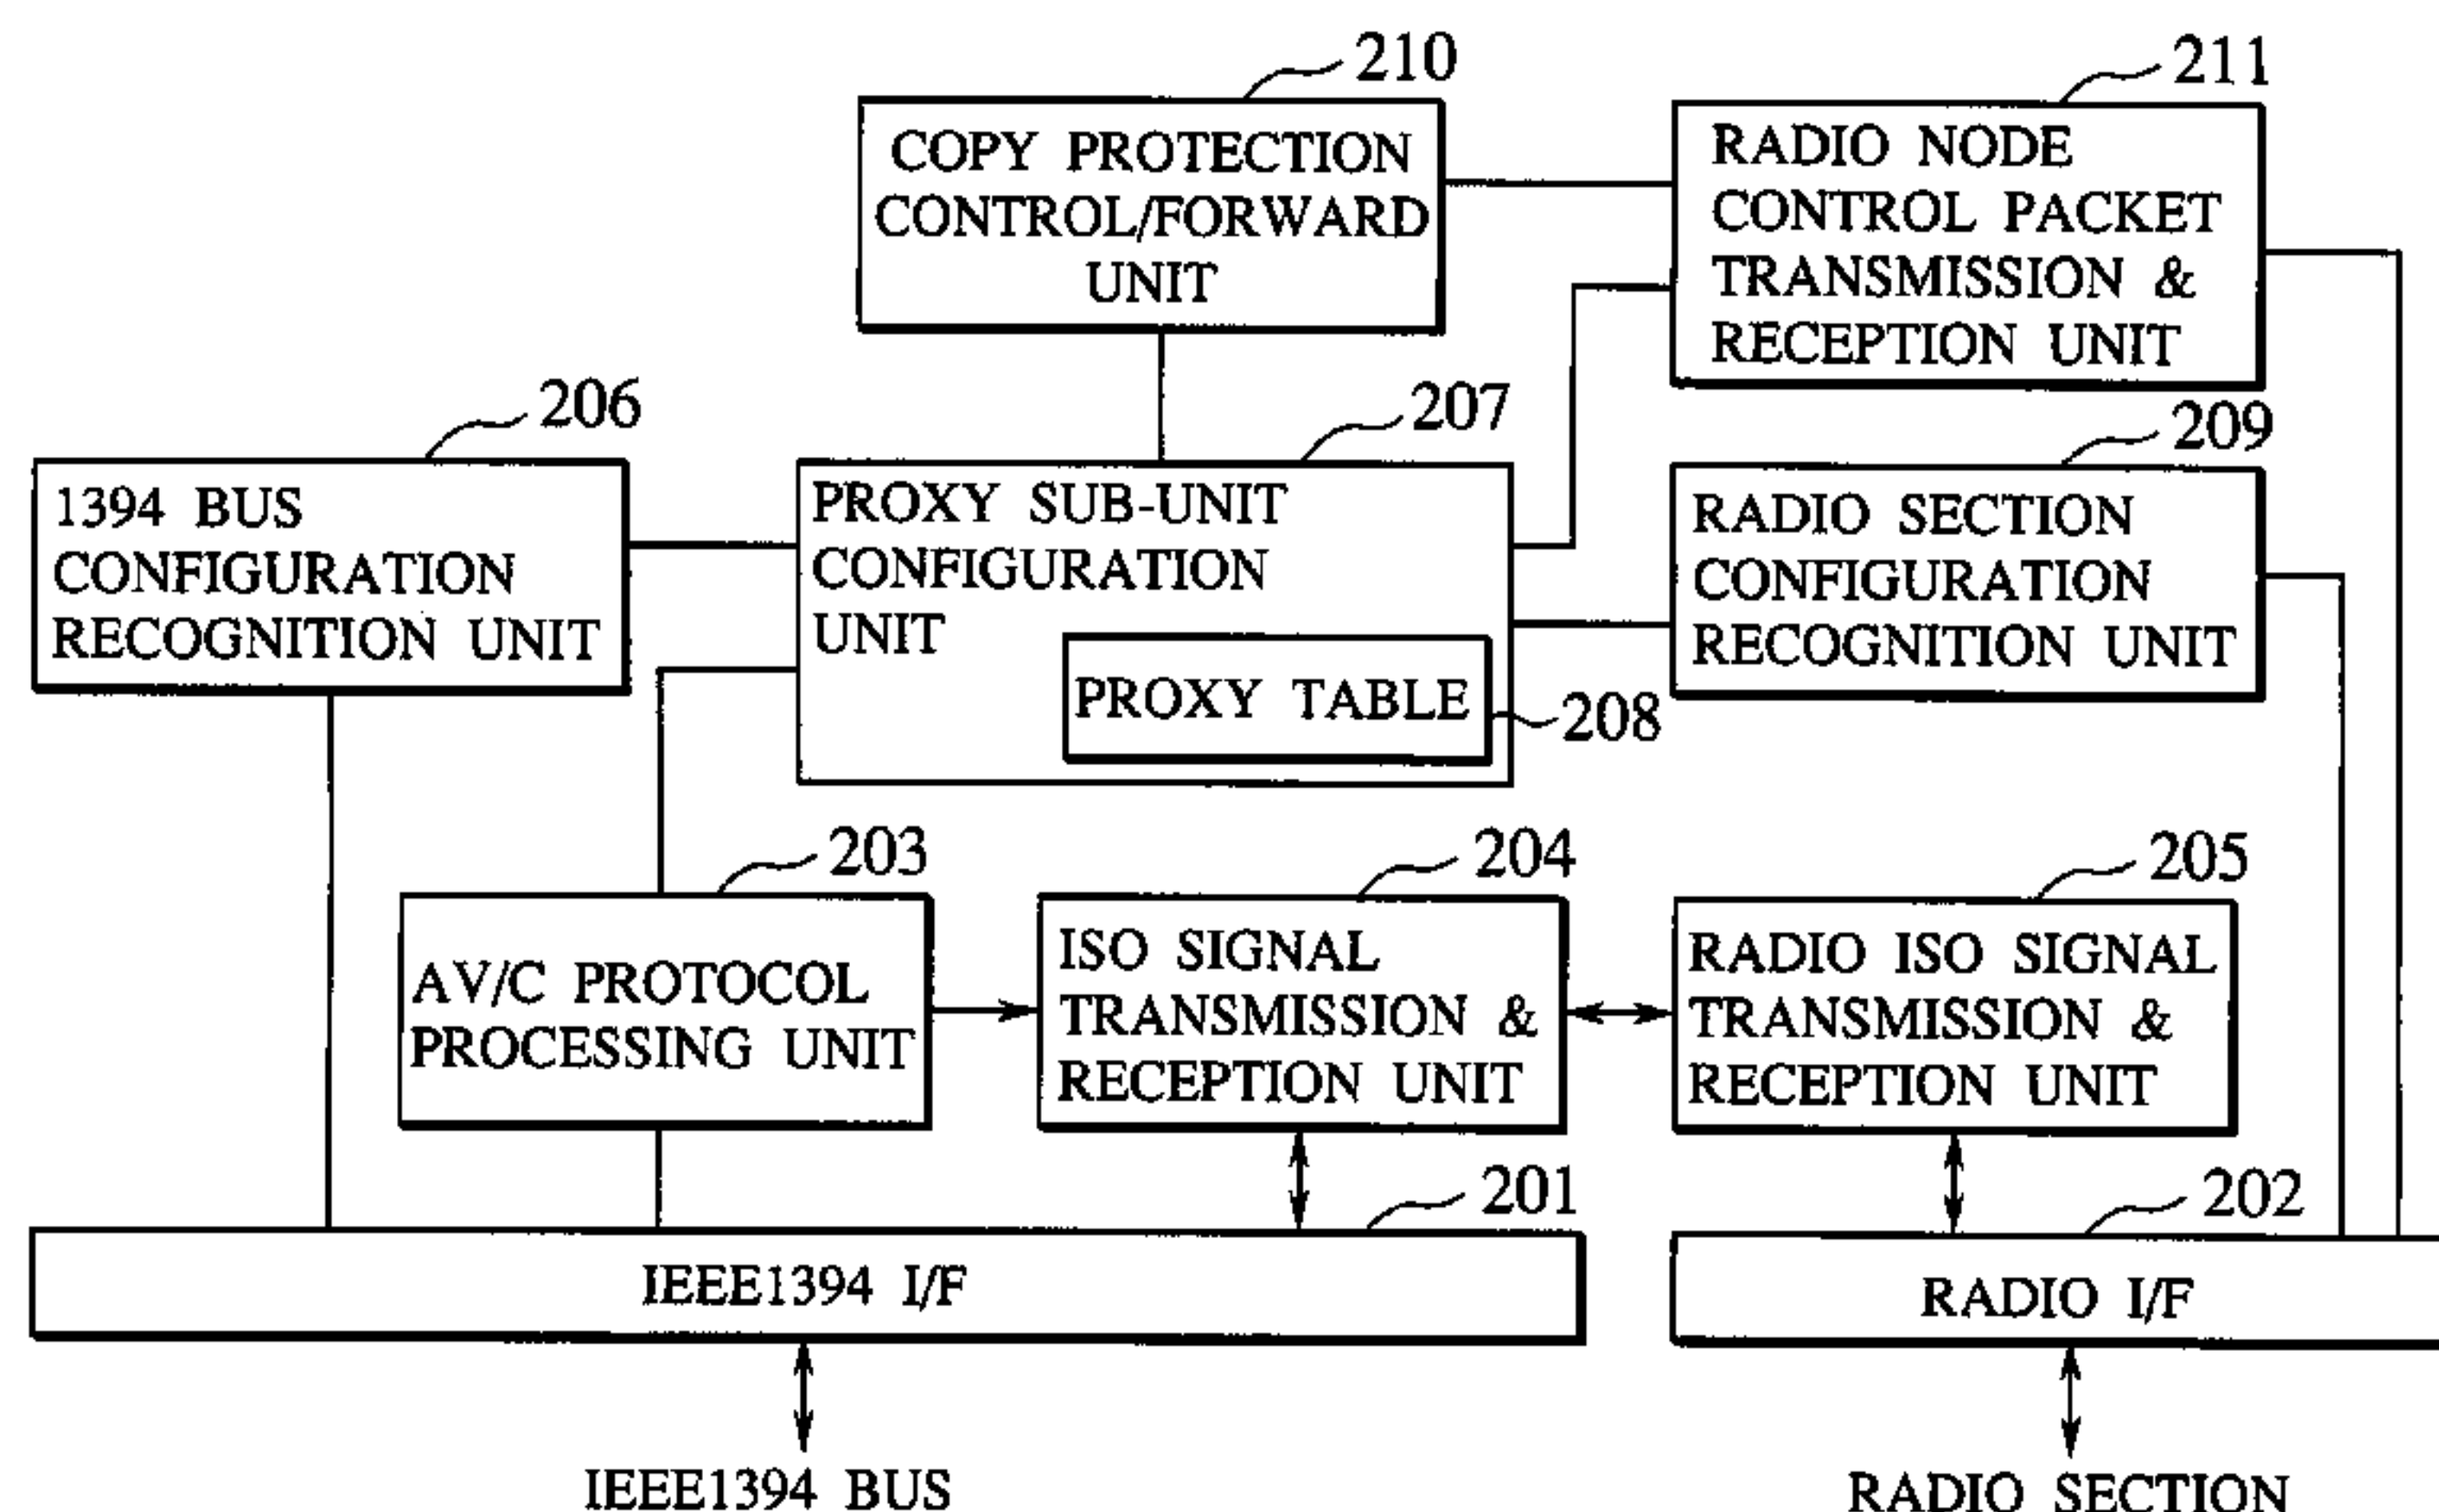 210
211
COPY PROTECTION
CONTROL/FORWARD
UNIT
RADIO NODE
CONTROL PACKET
TRANSMISSION &
RECEPTION UNIT
206
207
209
1394 BUS
CONFIGURATION
RECOGNITION UNIT
PROXY SUB-UNIT
CONFIGURATION
UNIT
PROXY TABLE
208
RADIO SECTION
CONFIGURATION
RECOGNITION UNIT
203
204
205
AV/C PROTOCOL
PROCESSING UNIT
ISO SIGNAL
TRANSMISSION &
RECEPTION UNIT
RADIO ISO SIGNAL
TRANSMISSION &
RECEPTION UNIT
201
202
IEEE1394 I/F
RADIO I/F
IEEE1394 BUS
RADIO SECTION